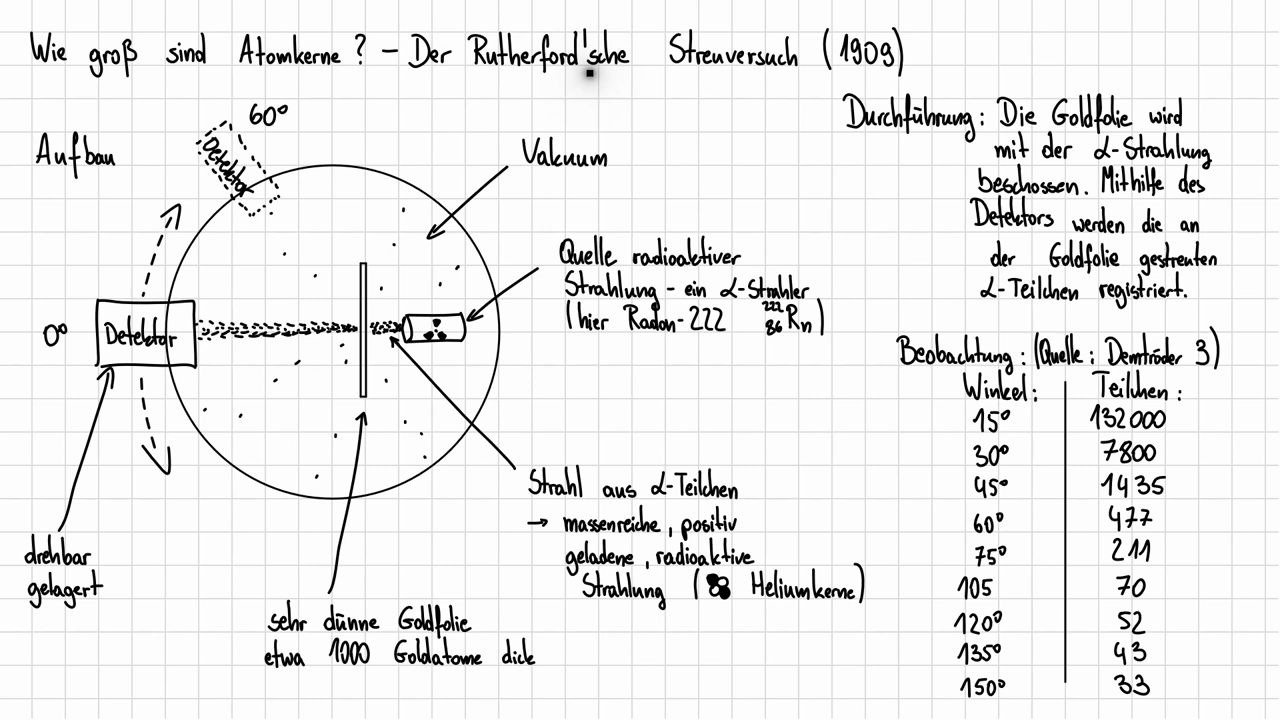 Wie groß sind Atomkerne? – Der Rutherford'sche Streuversuch (1909)
Aufbau
60°
Detektor
Vakuum
Quelle radioaktiver
Strahlung – ein α-Strahler
(hier Radon-222 ²²²₈₆Rn)
0°
Detektor
drehbar
gelagert
sehr dünne Goldfolie
etwa 1000 Goldatome dick
Strahl aus α-Teilchen
→ massenreiche, positiv
geladene, radioaktive
Strahlung ( Heliumkerne)
Durchführung: Die Goldfolie wird
mit der α-Strahlung
beschossen. Mithilfe des
Detektors werden die an
der Goldfolie gestreuten
α-Teilchen registriert.
Beobachtung: (Quelle: Demtröder 3)
Winkel: Teilchen:
15° 132000
30° 7800
45° 1435
60° 477
75° 211
105 70
120° 52
135° 43
150° 33